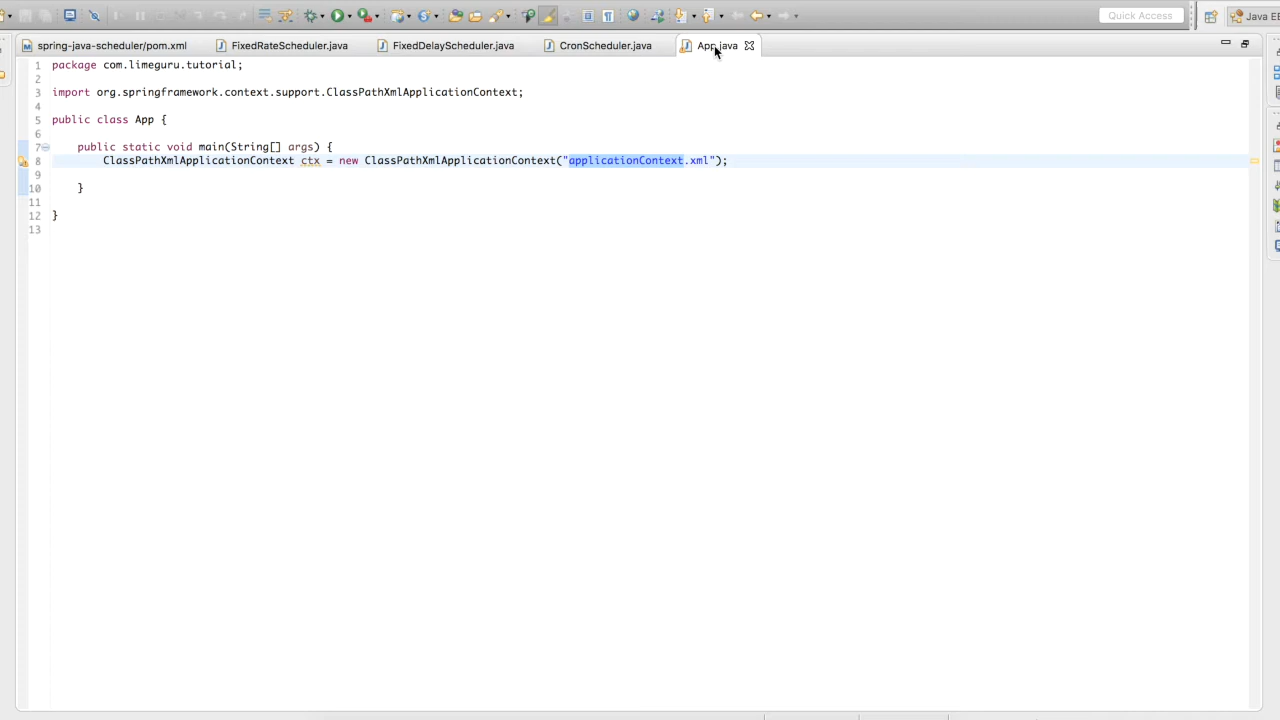 Quick Access
Java EE
spring-java-scheduler/pom.xml
FixedRateScheduler.java
FixedDelayScheduler.java
CronScheduler.java
App.java
1 package com.limeguru.tutorial;
2
3 import org.springframework.context.support.ClassPathXmlApplicationContext;
4
5 public class App {
6
7 public static void main(String[] args) {
8 ClassPathXmlApplicationContext ctx = new ClassPathXmlApplicationContext("applicationContext.xml");
9
10 }
11
12 }
13